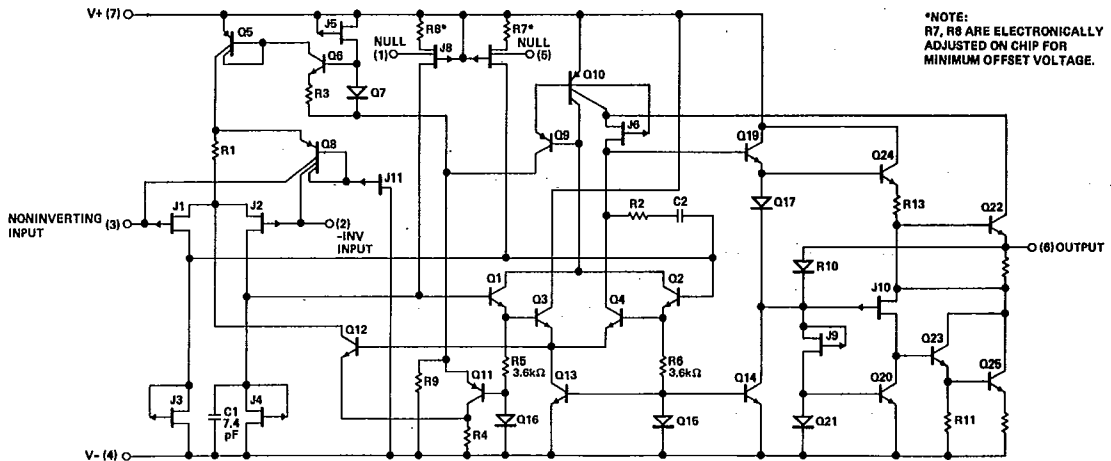 V+ (7)
Q5
J5
R8*
R7*
NULL
(1)
J8
NULL
(5)
*NOTE:
R7, R8 ARE ELECTRONICALLY
ADJUSTED ON CHIP FOR
MINIMUM OFFSET VOLTAGE.
Q6
R3
Q7
Q10
Q9
J6
Q19
Q24
R1
Q8
J11
R2
C2
Q17
R13
Q22
NONINVERTING
INPUT
(3)
J1
J2
(2)
-INV
INPUT
(6) OUTPUT
R10
Q1
Q2
J10
Q3
Q4
Q12
J9
Q23
R5
3.6kΩ
R6
3.6kΩ
R9
Q11
Q13
Q14
Q20
Q25
J3
C1
7.4
pF
J4
R4
Q16
Q15
Q21
R11
V- (4)